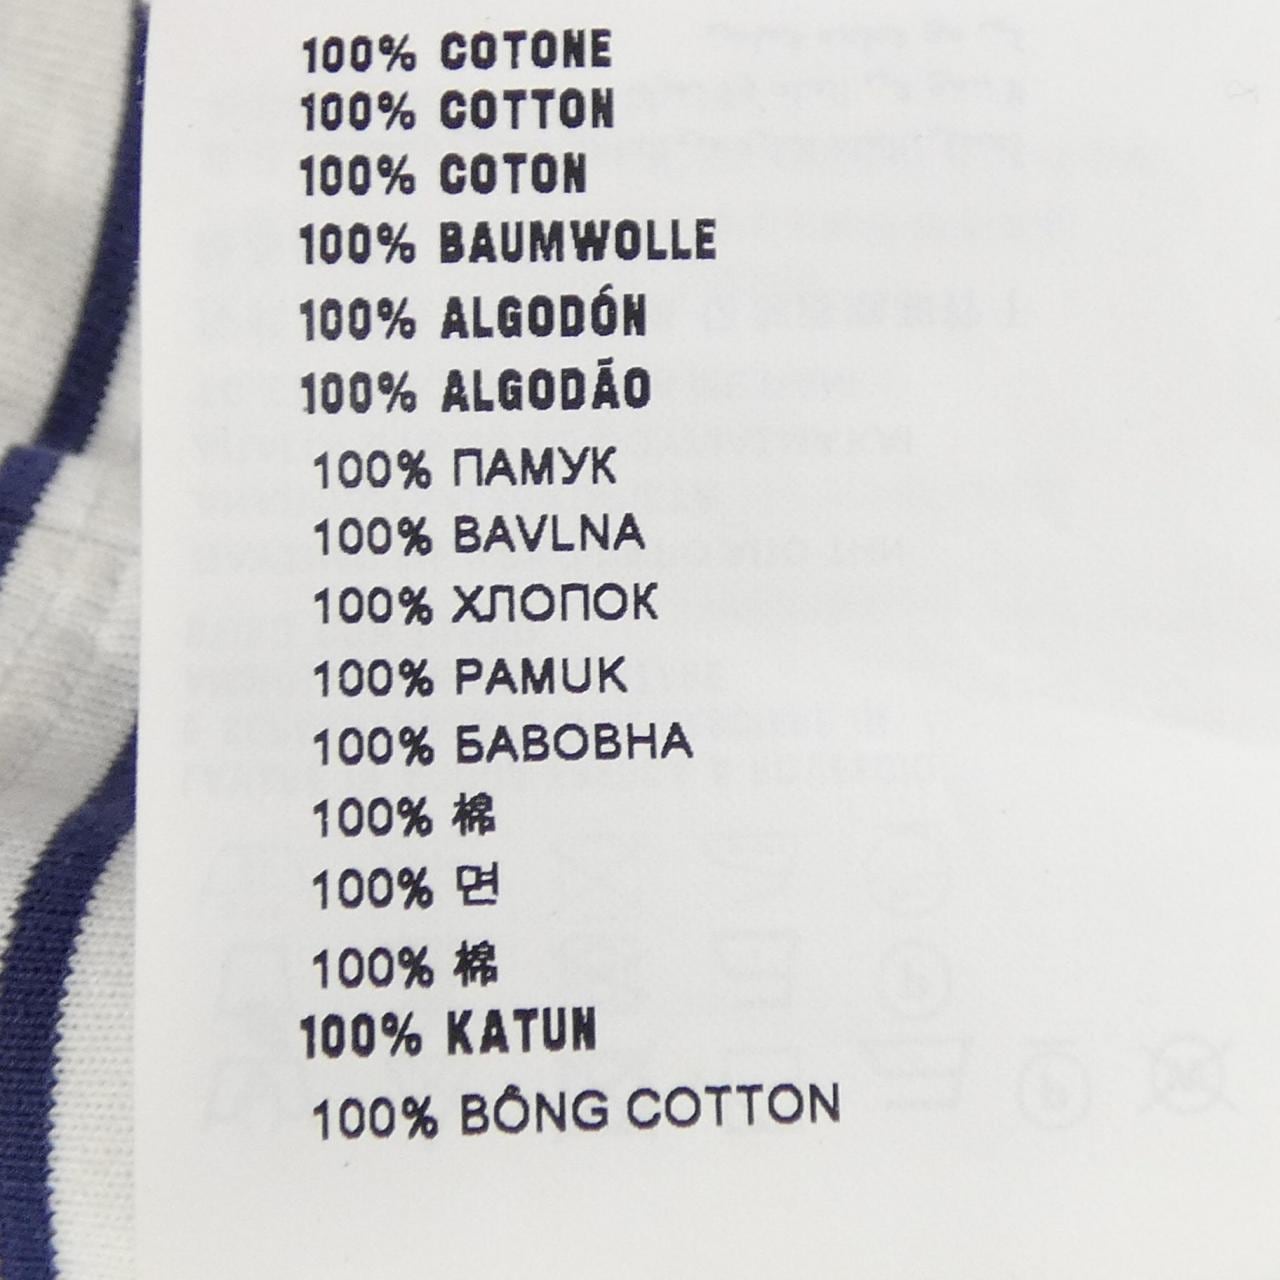 100% COTONE
100% COTTON
100% COTON
100% BAUMWOLLE
100% ALGODÓN
100% ALGODÃO
100% ПАМУК
100% BAVLNA
100% ХЛОПОК
100% PAMUK
100% БАВОВНА
100% 棉
100% 면
100% 棉
100% KATUN
100% BÔNG COTTON